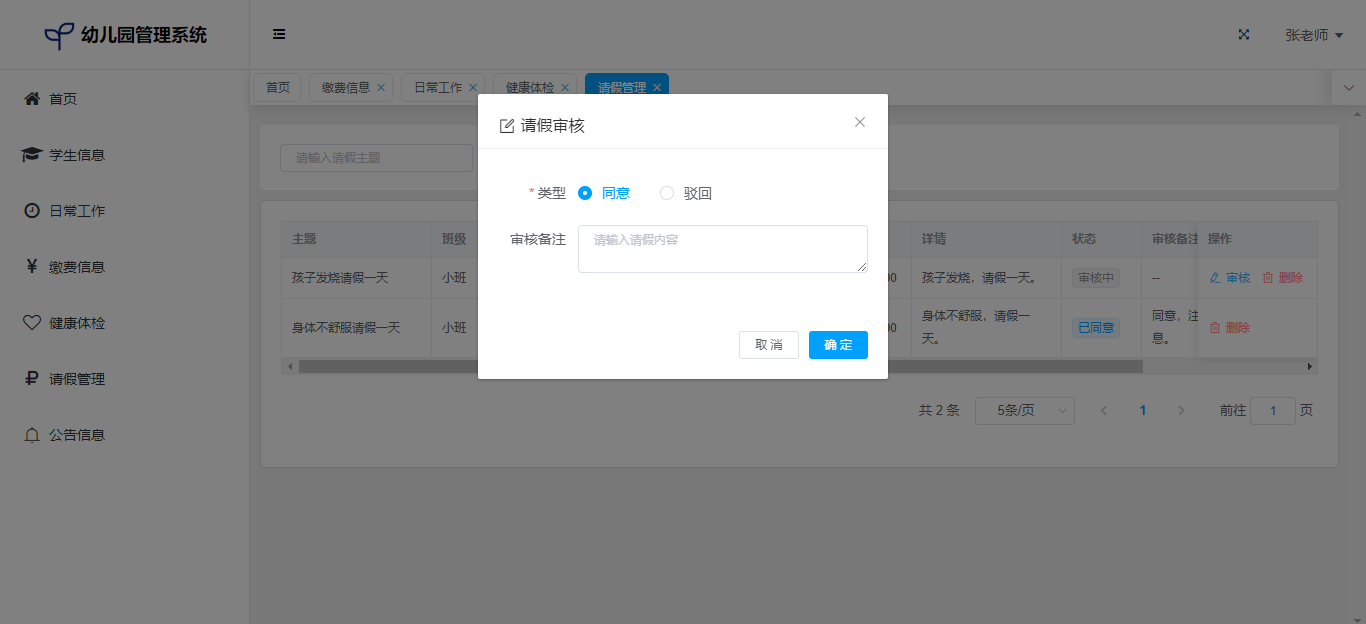 幼儿园管理系统
张老师
首页
学生信息
日常工作
缴费信息
健康体检
请假管理
公告信息
首页 缴费信息 日常工作 健康体检 请假管理
请输入请假主题
请假审核
* 类型 同意 驳回
审核备注 请输入请假内容
取消 确定
主题 班级 详情 状态 审核备注 操作
孩子发烧请假一天 小班 00 孩子发烧，请假一天。 审核中 -- 审核 删除
身体不舒服请假一天 小班 00 身体不舒服，请假一天。 已同意 同意，注息。 删除
共 2 条 5条/页 1 前往 1 页